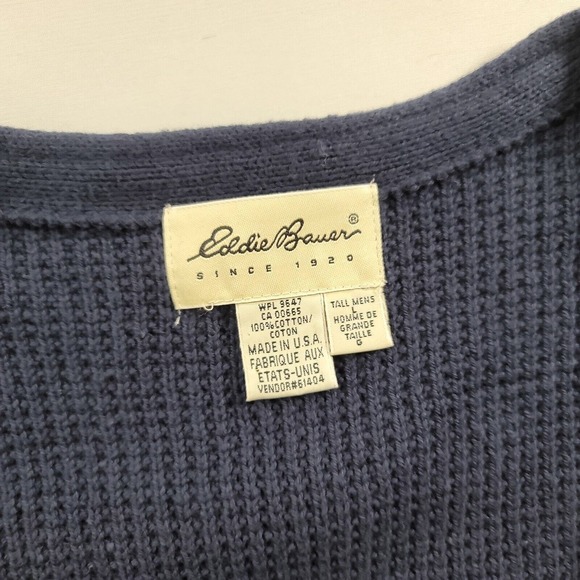 Eddie Bauer®
SINCE 1920
WPL 9647
CA 00665
100%COTTON/
COTON
MADE IN U.S.A.
FABRIQUE AUX
ÉTATS-UNIS
VENDOR#61404
TALL MENS
L
HOMME DE
GRANDE
TAILLE
G